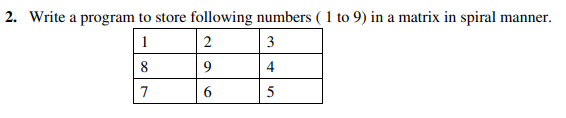 2. Write a program to store following numbers ( 1 to 9) in a matrix in spiral manner.
1 2 3
8 9 4
7 6 5